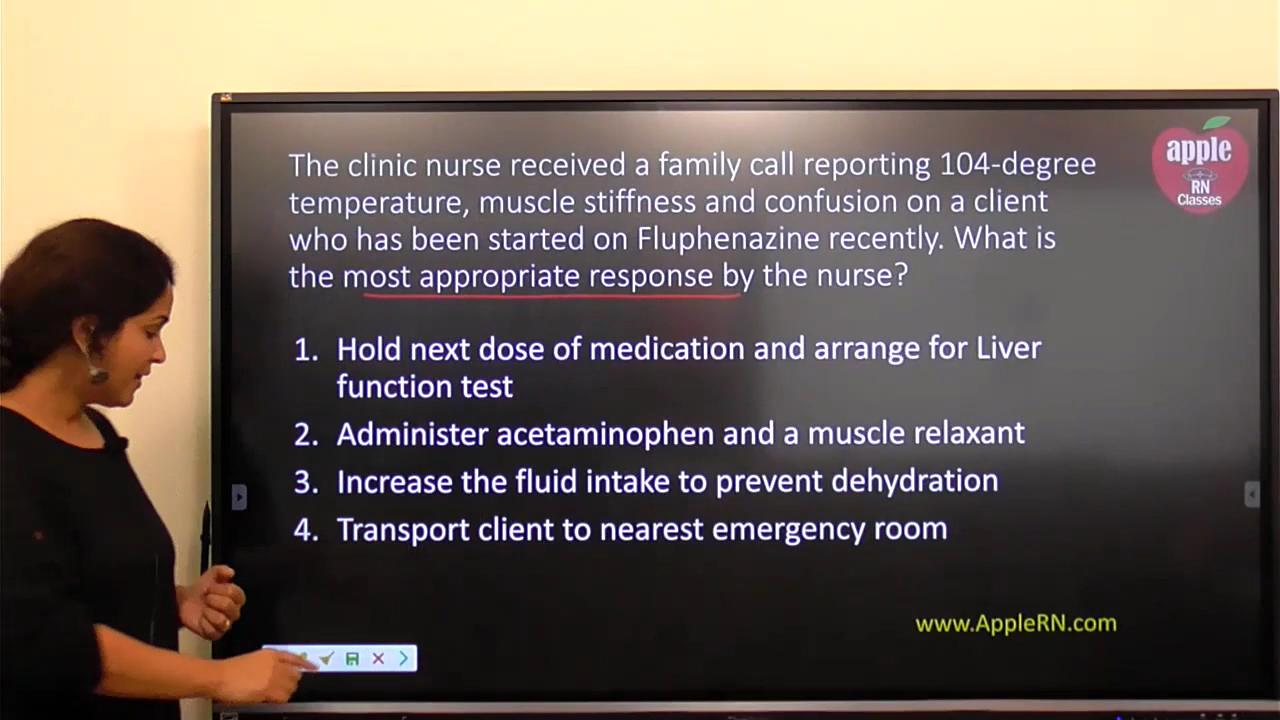 The clinic nurse received a family call reporting 104-degree
temperature, muscle stiffness and confusion on a client
who has been started on Fluphenazine recently. What is
the most appropriate response by the nurse?
1. Hold next dose of medication and arrange for Liver
function test
2. Administer acetaminophen and a muscle relaxant
3. Increase the fluid intake to prevent dehydration
4. Transport client to nearest emergency room
apple
RN
Classes
www.AppleRN.com